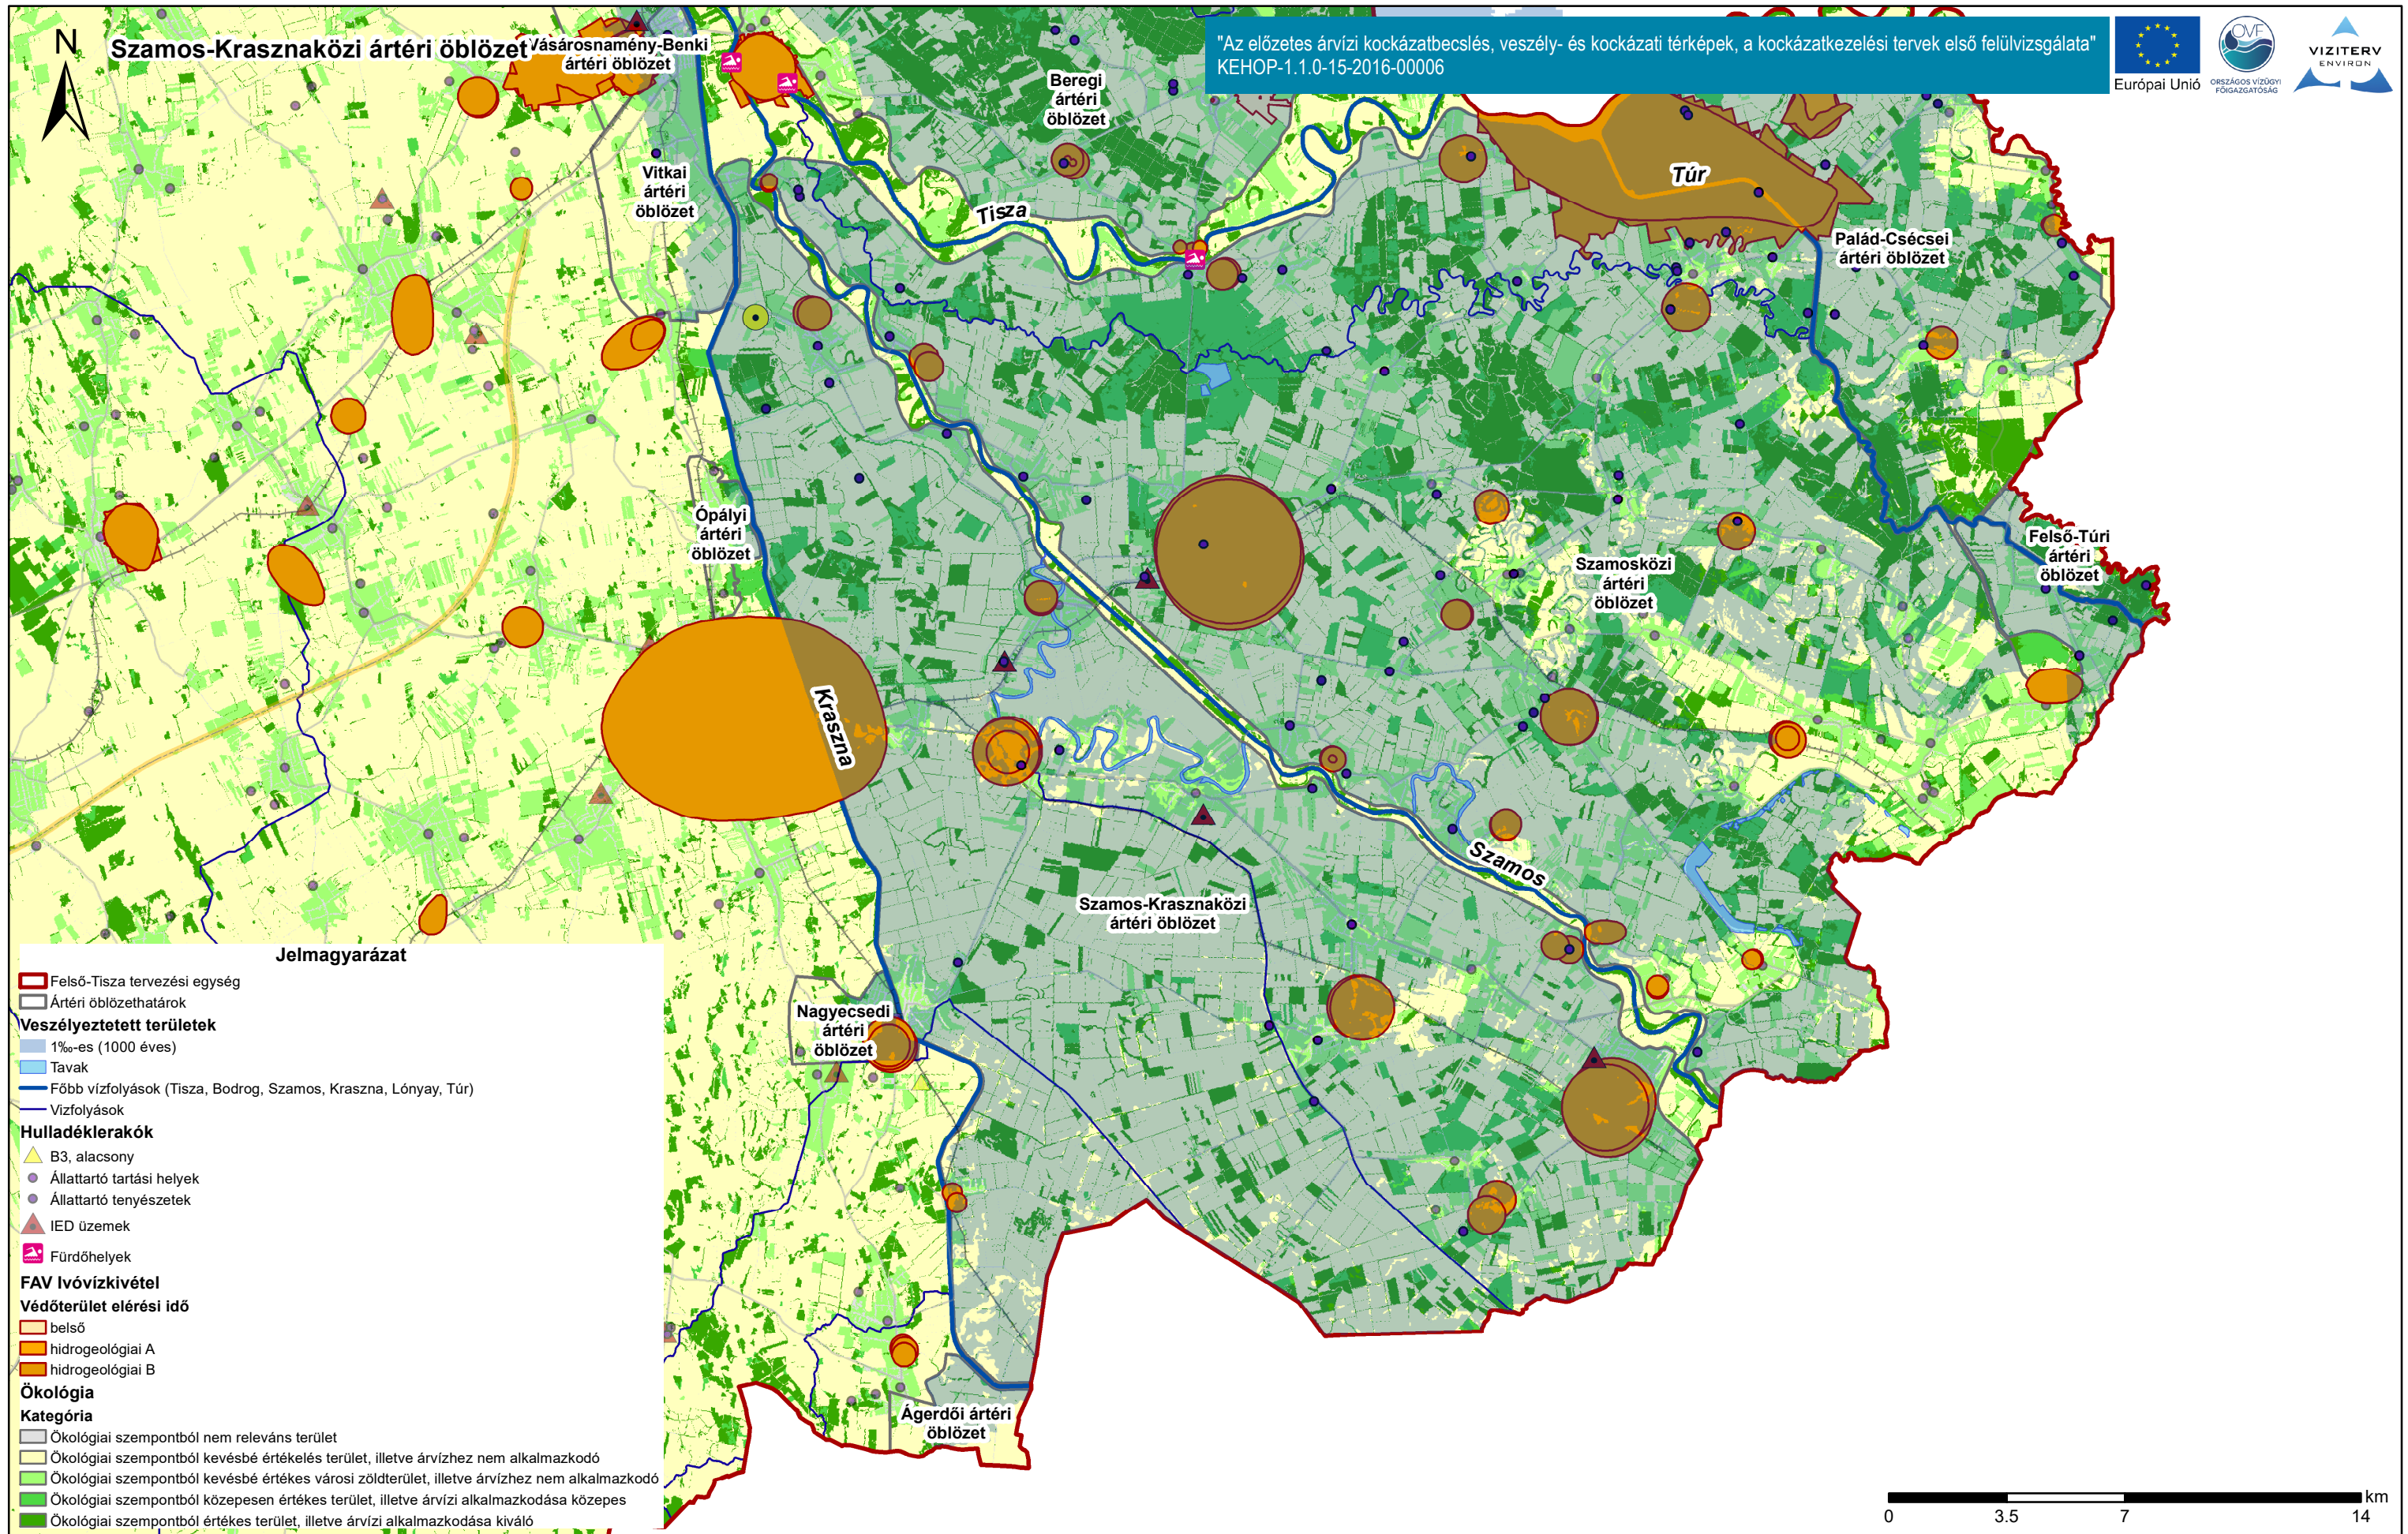 N
Szamos-Krasznaközi ártéri öblözet
Vásárosnamény-Benki
ártéri öblözet
"Az előzetes árvízi kockázatbecslés, veszély- és kockázati térképek, a kockázatkezelési tervek első felülvizsgálata"
KEHOP-1.1.0-15-2016-00006
Európai Unió
OVF
ORSZÁGOS VÍZÜGYI
FŐIGAZGATÓSÁG
VIZITERV
ENVIRON
Beregi
ártéri
öblözet
Vitkai
ártéri
öblözet
Tisza
Túr
Palád-Csécsei
ártéri öblözet
Ópályi
ártéri
öblözet
Felső-Túri
ártéri
öblözet
Szamosközi
ártéri
öblözet
Kraszna
Szamos
Szamos-Krasznaközi
ártéri öblözet
Nagyecsedi
ártéri
öblözet
Ágerdői ártéri
öblözet
Jelmagyarázat
Felső-Tisza tervezési egység
Ártéri öblözethatárok
Veszélyeztetett területek
1‰-es (1000 éves)
Tavak
Főbb vízfolyások (Tisza, Bodrog, Szamos, Kraszna, Lónyay, Túr)
Vizfolyások
Hulladéklerakók
B3, alacsony
Állattartó tartási helyek
Állattartó tenyészetek
IED üzemek
Fürdőhelyek
FAV Ivóvízkivétel
Védőterület elérési idő
belső
hidrogeológiai A
hidrogeológiai B
Ökológia
Kategória
Ökológiai szempontból nem releváns terület
Ökológiai szempontból kevésbé értékelés terület, illetve árvízhez nem alkalmazkodó
Ökológiai szempontból kevésbé értékes városi zöldterület, illetve árvízhez nem alkalmazkodó
Ökológiai szempontból közepesen értékes terület, illetve árvízi alkalmazkodása közepes
Ökológiai szempontból értékes terület, illetve árvízi alkalmazkodása kiváló
km
0 3.5 7 14